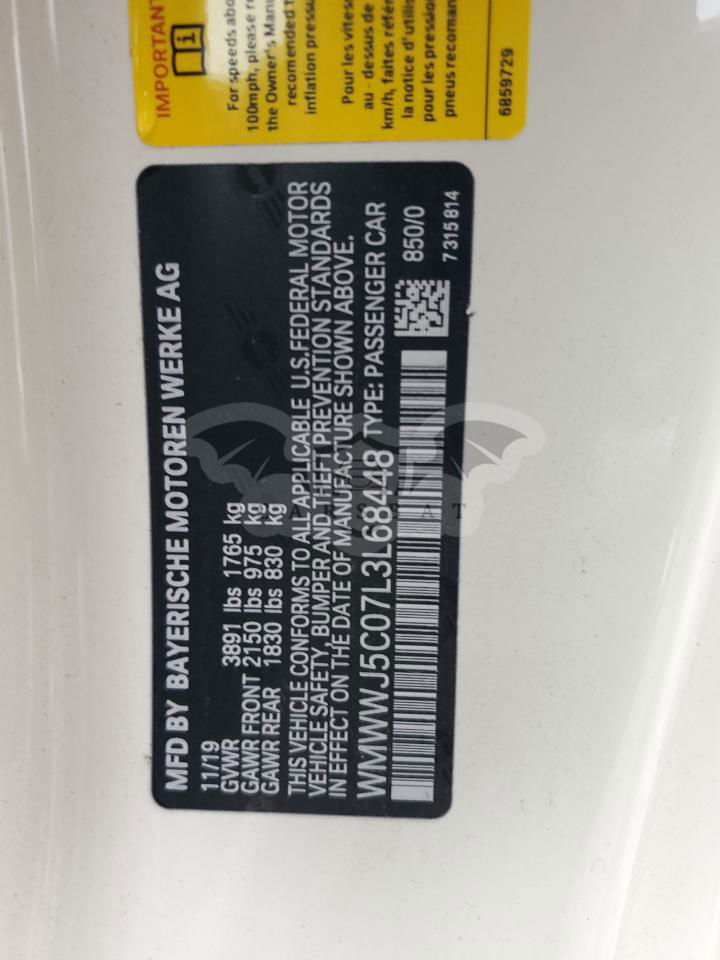 IMPORTANT
For speeds abo
100mph, please re
the Owner's Manu
recomended t
inflation pressu
Pour les vitess
au - dessus de
km/h, faites référen
la notice d'utilis
pour les pression
pneus recoman
6859729
MFD BY BAYERISCHE MOTOREN WERKE AG
11/19
GVWR 3891 lbs 1765 kg
GAWR FRONT 2150 lbs 975 kg
GAWR REAR 1830 lbs 830 kg
THIS VEHICLE CONFORMS TO ALL APPLICABLE U.S.FEDERAL MOTOR
VEHICLE SAFETY, BUMPER AND THEFT PREVENTION STANDARDS
IN EFFECT ON THE DATE OF MANUFACTURE SHOWN ABOVE.
WMWWJ5C07L3L68448 TYPE: PASSENGER CAR
850/0
7315814